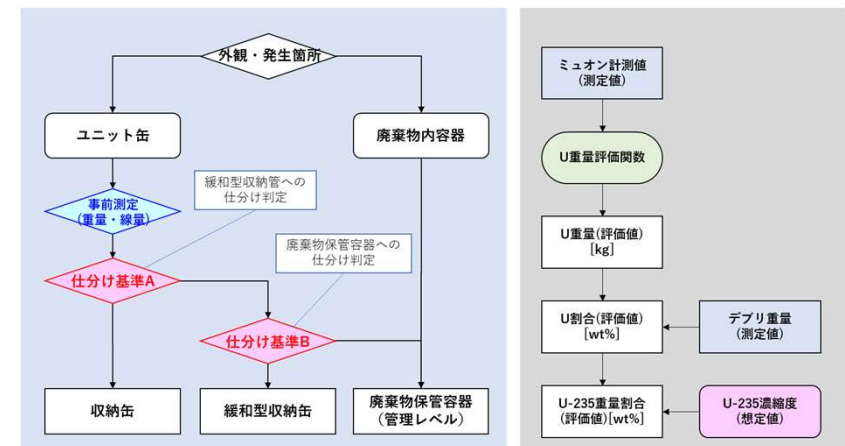 外観・発生箇所
ユニット缶
廃棄物内容器
事前測定
(重量・線量)
緩和型収納管への
仕分け判定
廃棄物保管容器への
仕分け判定
仕分け基準A
仕分け基準B
収納缶
緩和型収納缶
廃棄物保管容器
(管理レベル)
ミュオン計測値
(測定値)
U重量評価関数
U重量(評価値)
[kg]
U割合(評価値)
[wt%]
デブリ重量
(測定値)
U-235重量割合
(評価値)[wt%]
U-235濃縮度
(想定値)